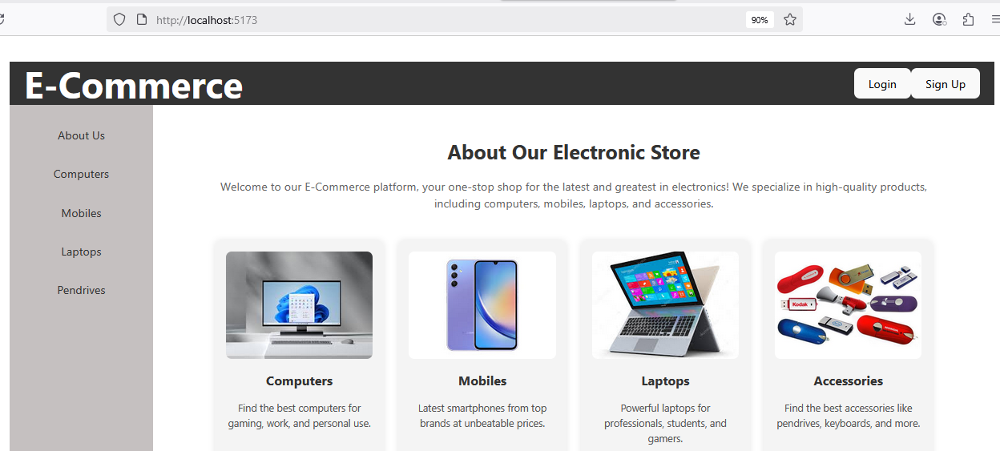 http://localhost:5173
90%
E-Commerce
Login
Sign Up
About Us
Computers
Mobiles
Laptops
Pendrives
About Our Electronic Store
Welcome to our E-Commerce platform, your one-stop shop for the latest and greatest in electronics! We specialize in high-quality products,
including computers, mobiles, laptops, and accessories.
Kodak
Computers
Find the best computers for
gaming, work, and personal use.
Mobiles
Latest smartphones from top
brands at unbeatable prices.
Laptops
Powerful laptops for
professionals, students, and
gamers.
Accessories
Find the best accessories like
pendrives, keyboards, and more.